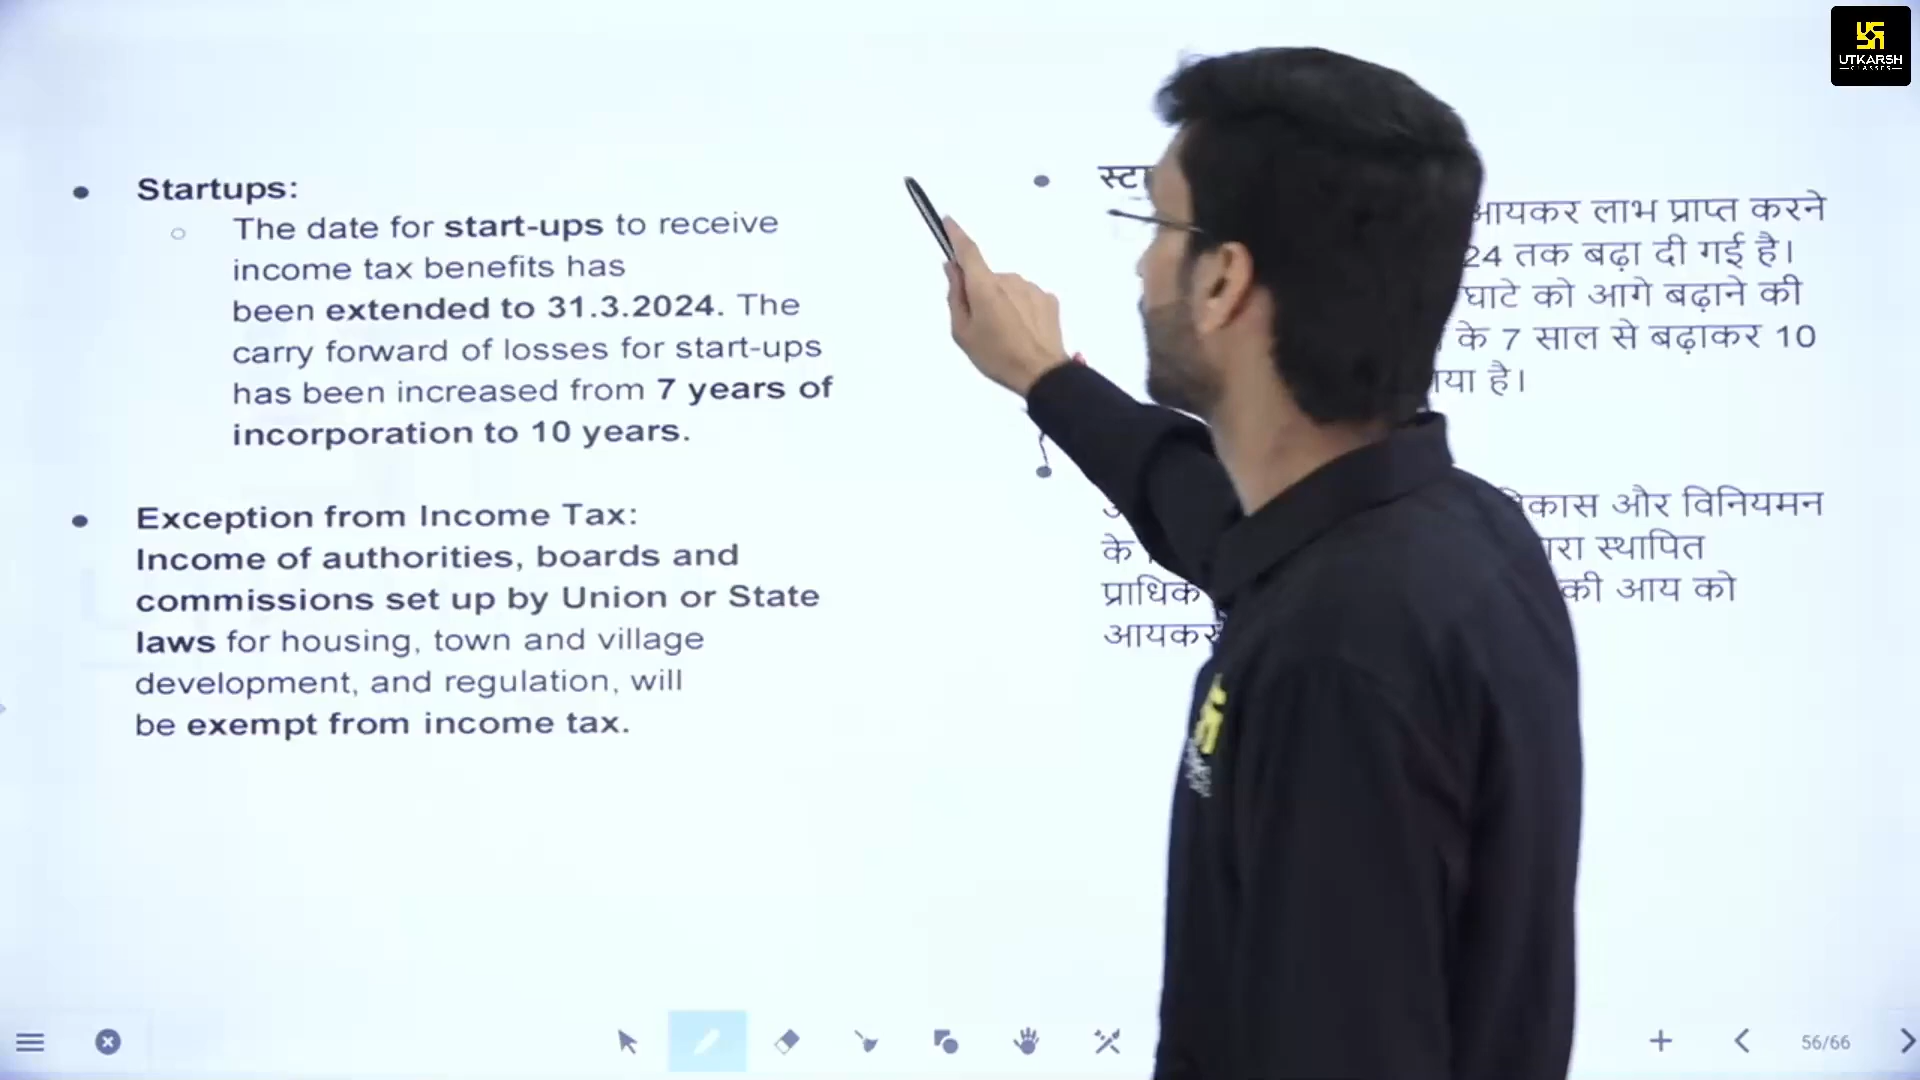 UTKARSH
CLASSES
Startups:
The date for start-ups to receive
income tax benefits has
been extended to 31.3.2024. The
carry forward of losses for start-ups
has been increased from 7 years of
incorporation to 10 years.
Exception from Income Tax:
Income of authorities, boards and
commissions set up by Union or State
laws for housing, town and village
development, and regulation, will
be exempt from income tax.
आयकर लाभ प्राप्त करने
24 तक बढ़ा दी गई है।
घाटे को आगे बढ़ाने की
के 7 साल से बढ़ाकर 10
है।
और विनियमन
के स्थापित
की आय को
56/66